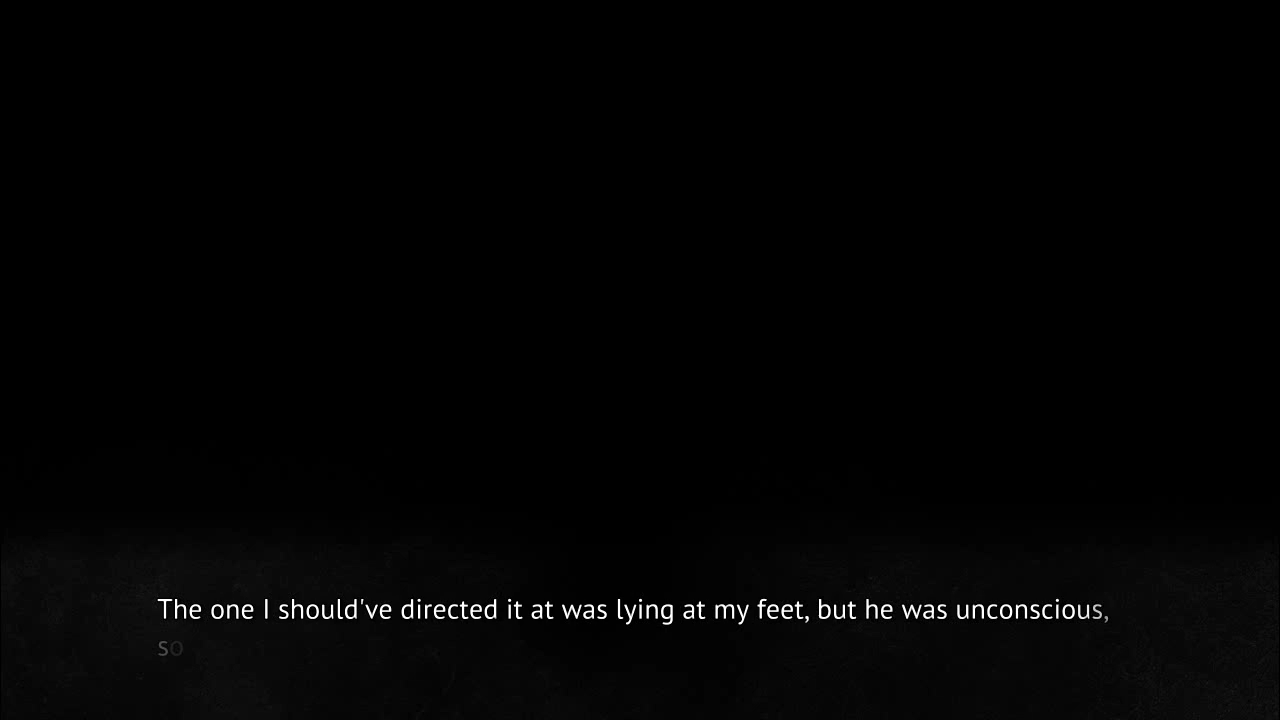 The one I should've directed it at was lying at my feet, but he was unconscious,
so